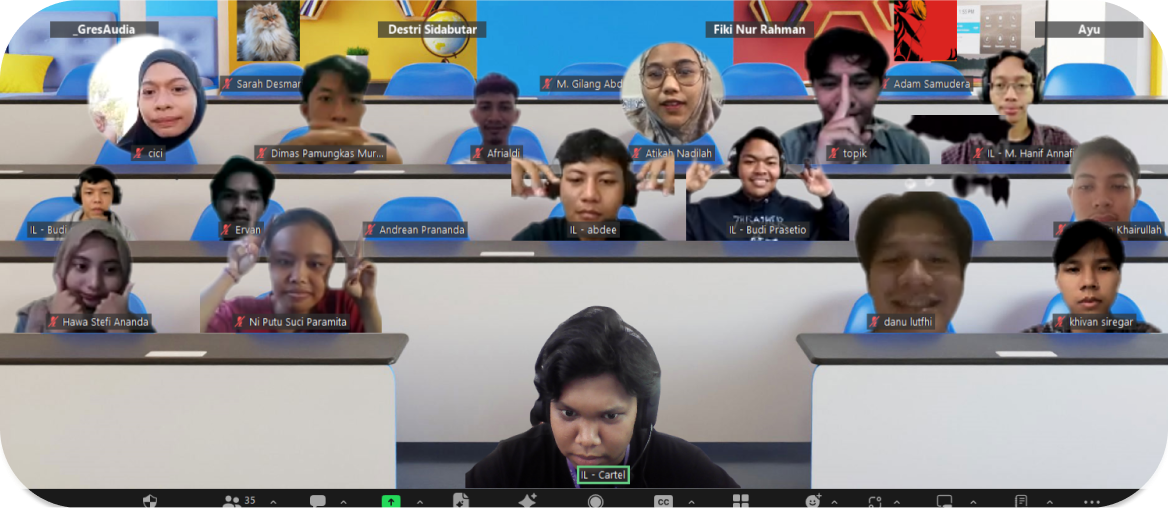 _GresAudia
Destri Sidabutar
Fiki Nur Rahman
Ayu
Sarah Desmar
M. Gilang Abd
Adam Samudera
cici
Dimas Pamungkas Mur...
Afrialdi
Atikah Nadilah
topik
IL - M. Hanif Annafi
IL - Budi
Ervan
Andrean Prananda
IL - abdee
IL - Budi Prasetio
Khairullah
Hawa Stefi Ananda
Ni Putu Suci Paramita
danu lutfhi
khivan siregar
IL - Cartel
35
CC